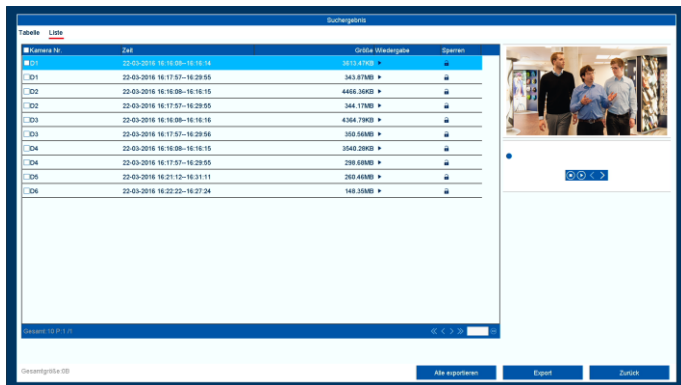 Suchergebnis
Tabelle Liste
Kamera Nr. Zeit Größe Wiedergabe Sperren
D1 22-03-2016 16:16:08--16:16:14 3613.47KB
D1 22-03-2016 16:17:57--16:29:55 343.87MB
D2 22-03-2016 16:16:08--16:16:15 4466.36KB
D2 22-03-2016 16:17:57--16:29:55 344.17MB
D3 22-03-2016 16:16:08--16:16:16 4364.79KB
D3 22-03-2016 16:17:57--16:29:56 350.56MB
D4 22-03-2016 16:16:08--16:16:15 3540.28KB
D4 22-03-2016 16:17:57--16:29:55 298.68MB
D5 22-03-2016 16:21:12--16:31:11 260.46MB
D6 22-03-2016 16:22:22--16:27:24 148.35MB
Gesamt:10 P:1 /1
Gesamtgröße 0B
Alle exportieren Export Zurück